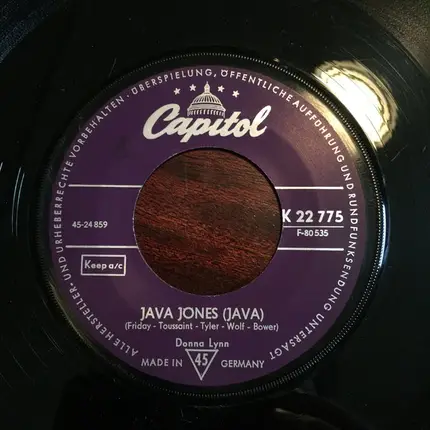 ALLE HERSTELLER- UND URHEBERRECHTE VORBEHALTEN · ÜBERSPIELUNG, ÖFFENTLICHE AUFFÜHRUNG UND RUNDFUNKSENDUNG UNTERSAGT
Capitol
45-24 859
K 22 775
F-80 535
Keep a/c
JAVA JONES (JAVA)
(Friday - Toussaint - Tyler - Wolf - Bower)
Donna Lynn
MADE IN 45 GERMANY